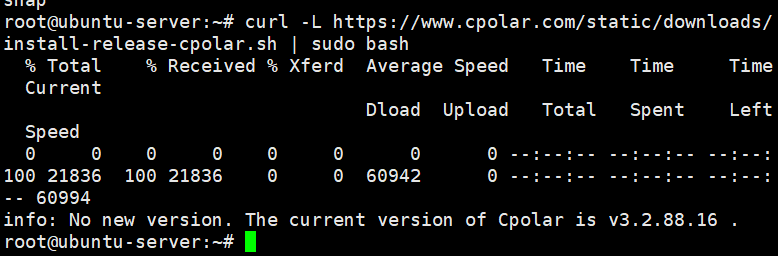 snap
root@ubuntu-server:~# curl -L https://www.cpolar.com/static/downloads/
install-release-cpolar.sh | sudo bash
  % Total    % Received % Xferd  Average Speed   Time    Time     Time
  Current
                                 Dload  Upload   Total   Spent    Left
  Speed
  0     0    0     0    0     0      0      0 --:--:-- --:--:-- --:--:--
100 21836  100 21836    0     0  60942      0 --:--:-- --:--:-- --:--:
-- 60994
info: No new version. The current version of Cpolar is v3.2.88.16 .
root@ubuntu-server:~#